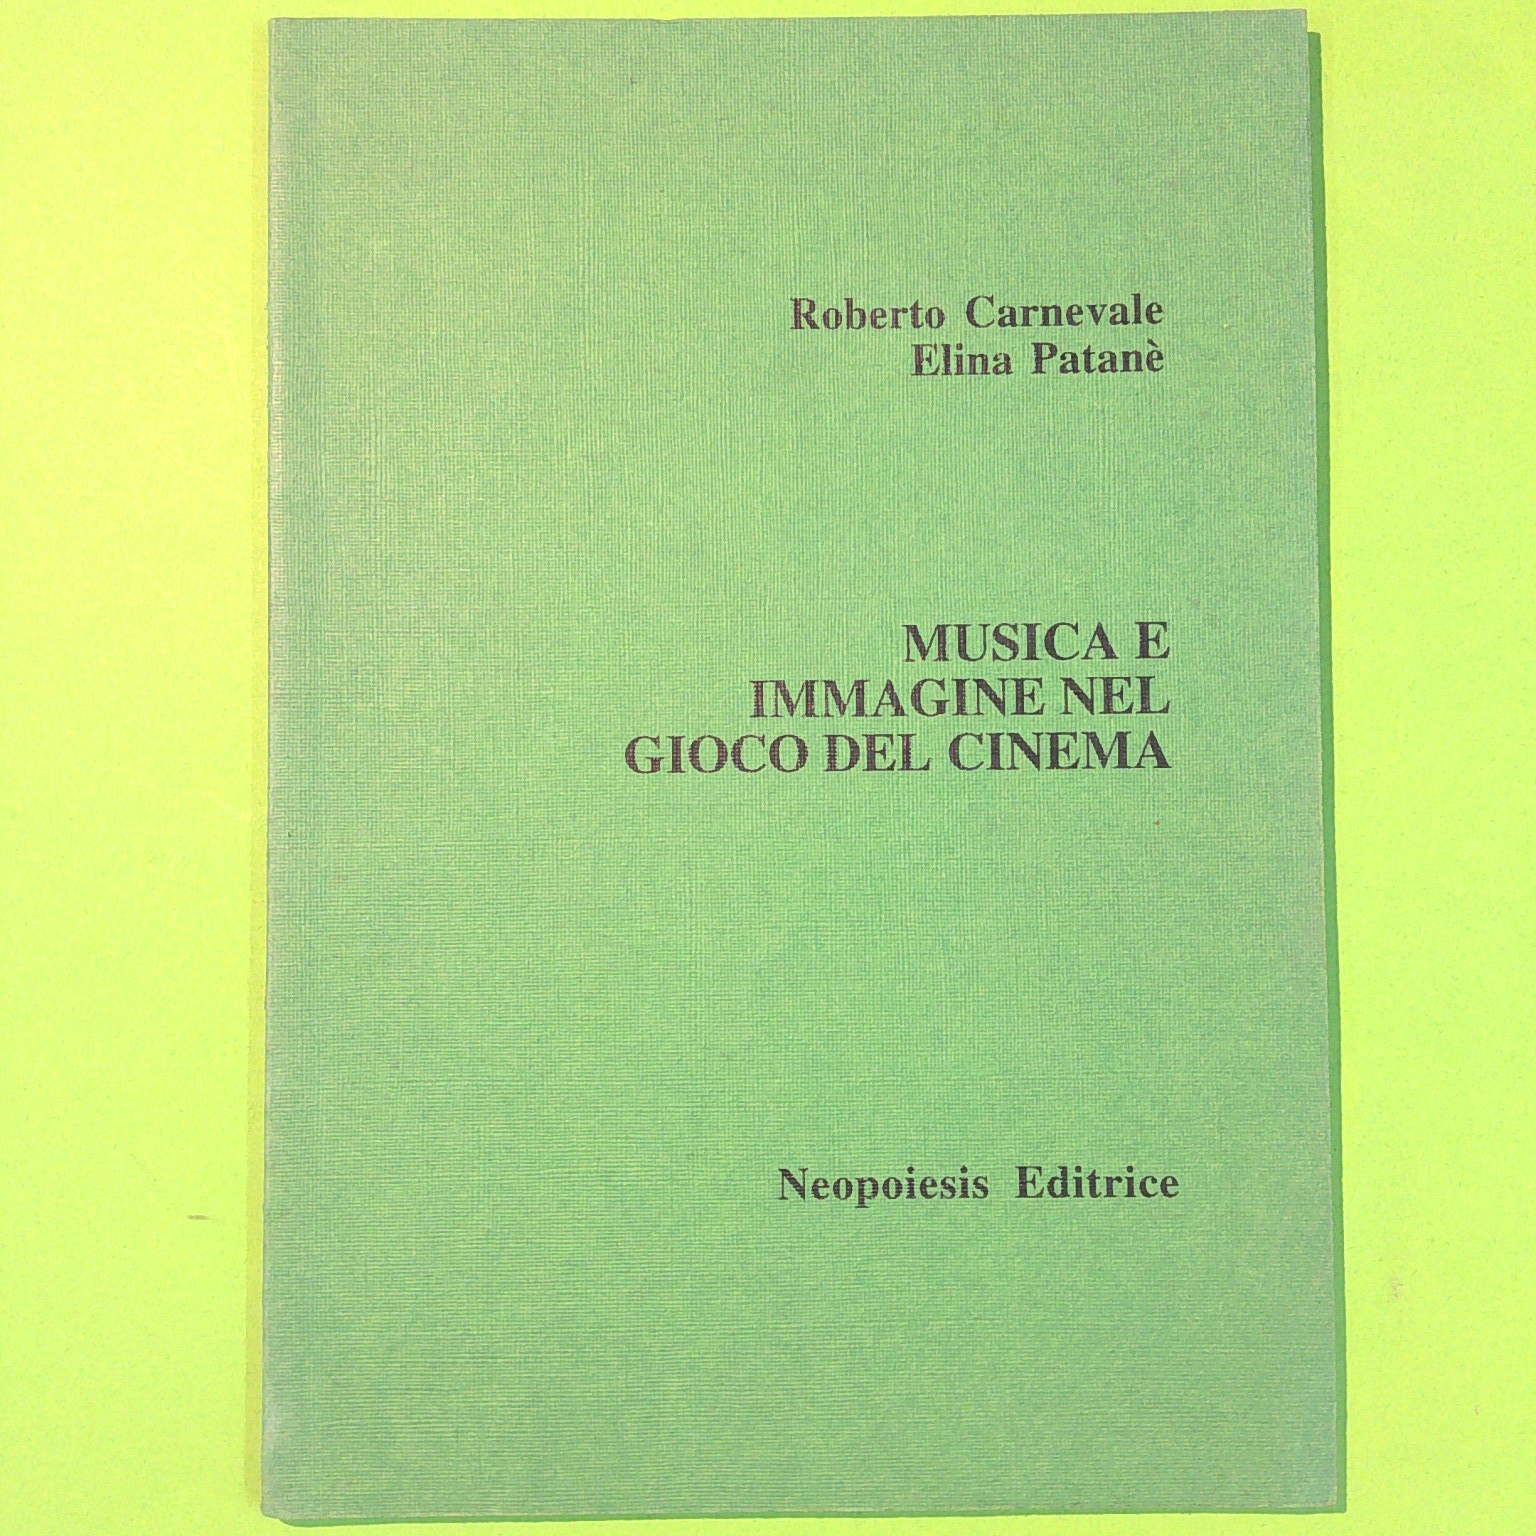 Roberto Carnevale
Elina Patanè
MUSICA E
IMMAGINE NEL
GIOCO DEL CINEMA
Neopoiesis Editrice